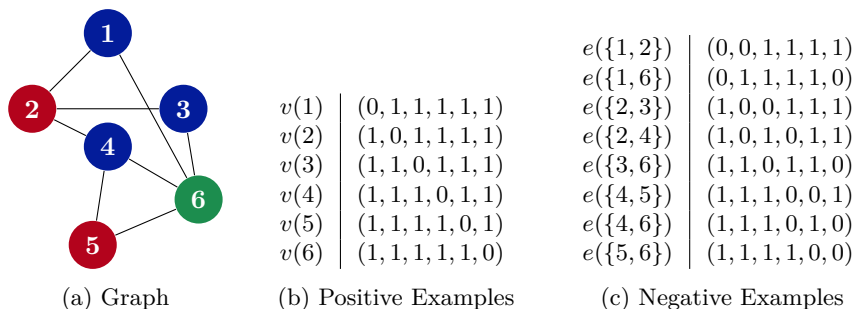 1
2
3
4
6
5
(a) Graph
v(1) | (0, 1, 1, 1, 1, 1)
v(2) | (1, 0, 1, 1, 1, 1)
v(3) | (1, 1, 0, 1, 1, 1)
v(4) | (1, 1, 1, 0, 1, 1)
v(5) | (1, 1, 1, 1, 0, 1)
v(6) | (1, 1, 1, 1, 1, 0)
(b) Positive Examples
e({1, 2}) | (0, 0, 1, 1, 1, 1)
e({1, 6}) | (0, 1, 1, 1, 1, 0)
e({2, 3}) | (1, 0, 0, 1, 1, 1)
e({2, 4}) | (1, 0, 1, 0, 1, 1)
e({3, 6}) | (1, 1, 0, 1, 1, 0)
e({4, 5}) | (1, 1, 1, 0, 0, 1)
e({4, 6}) | (1, 1, 1, 0, 1, 0)
e({5, 6}) | (1, 1, 1, 1, 0, 0)
(c) Negative Examples